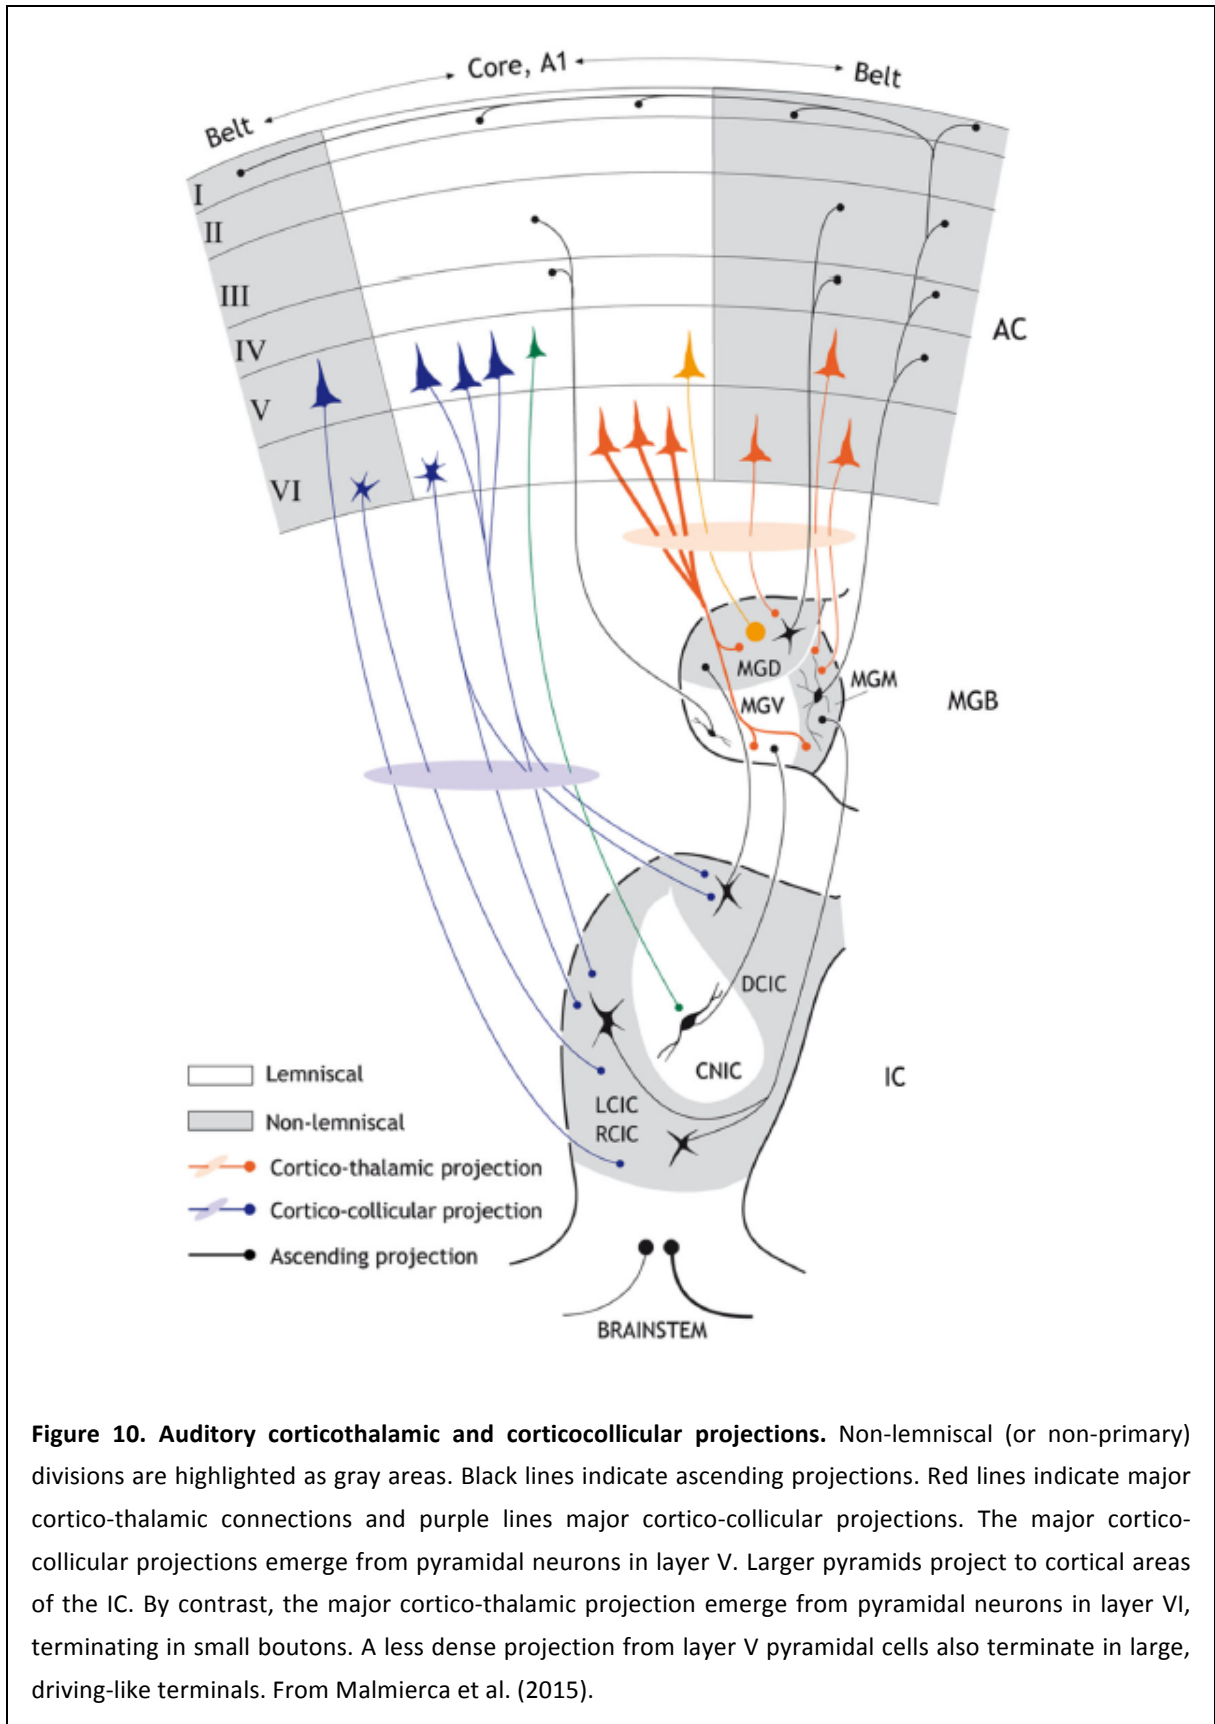 Belt
Core, A1
Belt
I
II
III
IV
V
VI
AC
MGD
MGV
MGM
MGB
DCIC
CNIC
IC
LCIC
RCIC
Lemniscal
Non-lemniscal
Cortico-thalamic projection
Cortico-collicular projection
Ascending projection
BRAINSTEM
Figure 10. Auditory corticothalamic and corticocollicular projections. Non-lemniscal (or non-primary)
divisions are highlighted as gray areas. Black lines indicate ascending projections. Red lines indicate major
cortico-thalamic connections and purple lines major cortico-collicular projections. The major cortico-
collicular projections emerge from pyramidal neurons in layer V. Larger pyramids project to cortical areas
of the IC. By contrast, the major cortico-thalamic projection emerge from pyramidal neurons in layer VI,
terminating in small boutons. A less dense projection from layer V pyramidal cells also terminate in large,
driving-like terminals. From Malmierca et al. (2015).